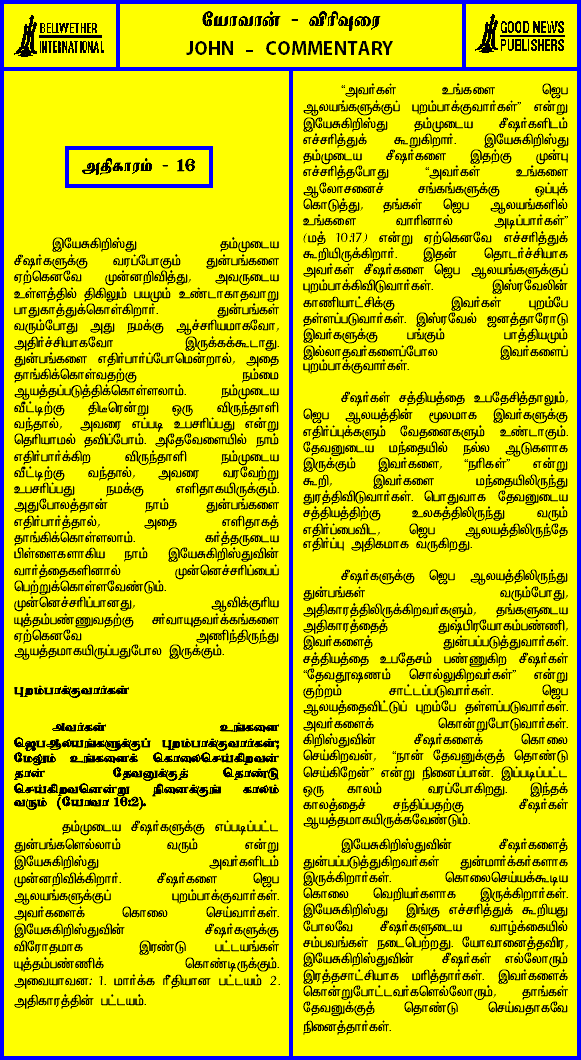 BELWETHER
INTERNATIONAL
யோவான் - விரிவுரை
JOHN - COMMENTARY
GOOD NEWS
PUBLISHERS
அதிகாரம் - 16
இயேசுகிறிஸ்து தம்முடைய
சீஷர்களுக்கு வரப்போகும் துன்பங்களை
ஏற்கெனவே முன்னறிவித்து, அவருடைய
உள்ளத்தில் திகிலும் பயமும் உண்டாகாதவாறு
பாதுகாத்துக்கொள்கிறார். துன்பங்கள்
வரும்போது அது நமக்கு ஆச்சரியமாகவோ,
அதிர்ச்சியாகவோ இருக்கக்கூடாது.
துன்பங்களை எதிர்பார்ப்போமென்றால், அதை
தாங்கிக்கொள்வதற்கு நம்மை
ஆயத்தப்படுத்திக்கொள்ளலாம். நம்முடைய
வீட்டிற்கு திடீரென்று ஒரு விருந்தாளி
வந்தால், அவரை எப்படி உபசரிப்பது என்று
தெரியாமல் தவிப்போம். அதேவேளையில் நாம்
எதிர்பார்க்கிற விருந்தாளி நம்முடைய
வீட்டிற்கு வந்தால், அவரை வரவேற்று
உபசரிப்பது நமக்கு எளிதாகயிருக்கும்.
அதுபோலத்தான் நாம் துன்பங்களை
எதிர்பார்த்தால், அதை எளிதாகத்
தாங்கிக்கொள்ளலாம். கர்த்தருடைய
பிள்ளைகளாகிய நாம் இயேசுகிறிஸ்துவின்
வார்த்தைகளினால் முன்னெச்சரிப்பைப்
பெற்றுக்கொள்ளவேண்டும்.
முன்னெச்சரிப்பானது, ஆவிக்குரிய
யுத்தம்பண்ணுவதற்கு சர்வாயுதவர்க்கங்களை
ஏற்கெனவே அணிந்திருந்து
ஆயத்தமாகயிருப்பதுபோல இருக்கும்.
புறம்பாக்குவார்கள்
அவர்கள் உங்களை
ஜெபஆலயங்களுக்குப் புறம்பாக்குவார்கள்;
மேலும் உங்களைக் கொலைசெய்கிறவன்
தான் தேவனுக்குத் தொண்டு
செய்கிறவனென்று நினைக்குங் காலம்
வரும் (யோவா 16:2).
தம்முடைய சீஷர்களுக்கு எப்படிப்பட்ட
துன்பங்களெல்லாம் வரும் என்று
இயேசுகிறிஸ்து அவர்களிடம்
முன்னறிவிக்கிறார். சீஷர்களை ஜெப
ஆலயங்களுக்குப் புறம்பாக்குவார்கள்.
அவர்களைக் கொலை செய்வார்கள்.
இயேசுகிறிஸ்துவின் சீஷர்களுக்கு
விரோதமாக இரண்டு பட்டயங்கள்
யுத்தம்பண்ணிக் கொண்டிருக்கும்.
அவையாவன: 1. மார்க்க ரீதியான பட்டயம் 2.
அதிகாரத்தின் பட்டயம்.
“அவர்கள் உங்களை ஜெப
ஆலயங்களுக்குப் புறம்பாக்குவார்கள்” என்று
இயேசுகிறிஸ்து தம்முடைய சீஷர்களிடம்
எச்சரித்துக் கூறுகிறார். இயேசுகிறிஸ்து
தம்முடைய சீஷர்களை இதற்கு முன்பு
எச்சரித்தபோது “அவர்கள் உங்களை
ஆலோசனைச் சங்கங்களுக்கு ஒப்புக்
கொடுத்து, தங்கள் ஜெப ஆலயங்களில்
உங்களை வாரினால் அடிப்பார்கள்”
(மத் 10:17) என்று ஏற்கெனவே எச்சரித்துக்
கூறியிருக்கிறார். இதன் தொடர்ச்சியாக
அவர்கள் சீஷர்களை ஜெப ஆலயங்களுக்குப்
புறம்பாக்கிவிடுவார்கள். இஸ்ரவேலின்
காணியாட்சிக்கு இவர்கள் புறம்பே
தள்ளப்படுவார்கள். இஸ்ரவேல் ஜனத்தாரோடு
இவர்களுக்கு பங்கும் பாத்தியமும்
இல்லாதவர்களைப்போல இவர்களைப்
புறம்பாக்குவார்கள்.
சீஷர்கள் சத்தியத்தை உபதேசித்தாலும்,
ஜெப ஆலயத்தின் மூலமாக இவர்களுக்கு
எதிர்ப்புக்களும் வேதனைகளும் உண்டாகும்.
தேவனுடைய மந்தையில் நல்ல ஆடுகளாக
இருக்கும் இவர்களை, “நரிகள்” என்று
கூறி, இவர்களை மந்தையிலிருந்து
துரத்திவிடுவார்கள். பொதுவாக தேவனுடைய
சத்தியத்திற்கு உலகத்திலிருந்து வரும்
எதிர்ப்பைவிட, ஜெப ஆலயத்திலிருந்தே
எதிர்ப்பு அதிகமாக வருகிறது.
சீஷர்களுக்கு ஜெப ஆலயத்திலிருந்து
துன்பங்கள் வரும்போது,
அதிகாரத்திலிருக்கிறவர்களும், தங்களுடைய
அதிகாரத்தைத் துஷ்பிரயோகம்பண்ணி,
இவர்களைத் துன்பப்படுத்துவார்கள்.
சத்தியத்தை உபதேசம் பண்ணுகிற சீஷர்கள்
“தேவதூஷணம் சொல்லுகிறவர்கள்” என்று
குற்றம் சாட்டப்படுவார்கள். ஜெப
ஆலயத்தைவிட்டுப் புறம்பே தள்ளப்படுவார்கள்.
அவர்களைக் கொன்றுபோடுவார்கள்.
கிறிஸ்துவின் சீஷர்களைக் கொலை
செய்கிறவன், “நான் தேவனுக்குத் தொண்டு
செய்கிறேன்” என்று நினைப்பான். இப்படிப்பட்ட
ஒரு காலம் வரப்போகிறது. இந்தக்
காலத்தைச் சந்திப்பதற்கு சீஷர்கள்
ஆயத்தமாகயிருக்கவேண்டும்.
இயேசுகிறிஸ்துவின் சீஷர்களைத்
துன்பப்படுத்துகிறவர்கள் துன்மார்க்கர்களாக
இருக்கிறார்கள். கொலைசெய்யக்கூடிய
கொலை வெறியர்களாக இருக்கிறார்கள்.
இயேசுகிறிஸ்து இங்கு எச்சரித்துக் கூறியது
போலவே சீஷர்களுடைய வாழ்க்கையில்
சம்பவங்கள் நடைபெற்றது. யோவானைத்தவிர,
இயேசுகிறிஸ்துவின் சீஷர்கள் எல்லோரும்
இரத்தசாட்சியாக மரித்தார்கள். இவர்களைக்
கொன்றுபோட்டவர்களெல்லோரும், தாங்கள்
தேவனுக்குத் தொண்டு செய்வதாகவே
நினைத்தார்கள்.